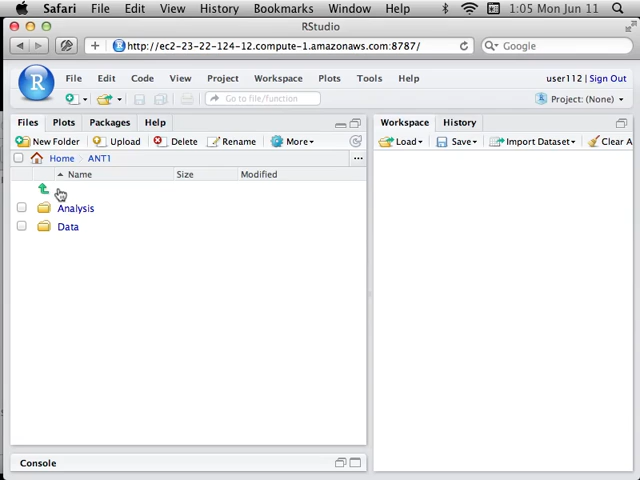 Safari File Edit View History Bookmarks Window Help 1:05 Mon Jun 11
RStudio
http://ec2-23-22-124-12.compute-1.amazonaws.com:8787/ Google
R File Edit Code View Project Workspace Plots Tools Help user112 | Sign Out
Go to file/function Project: (None)
Files Plots Packages Help Workspace History
New Folder Upload Delete Rename More Load Save Import Dataset Clear A
Home ANT1 ...
Name Size Modified
Analysis
Data
Console